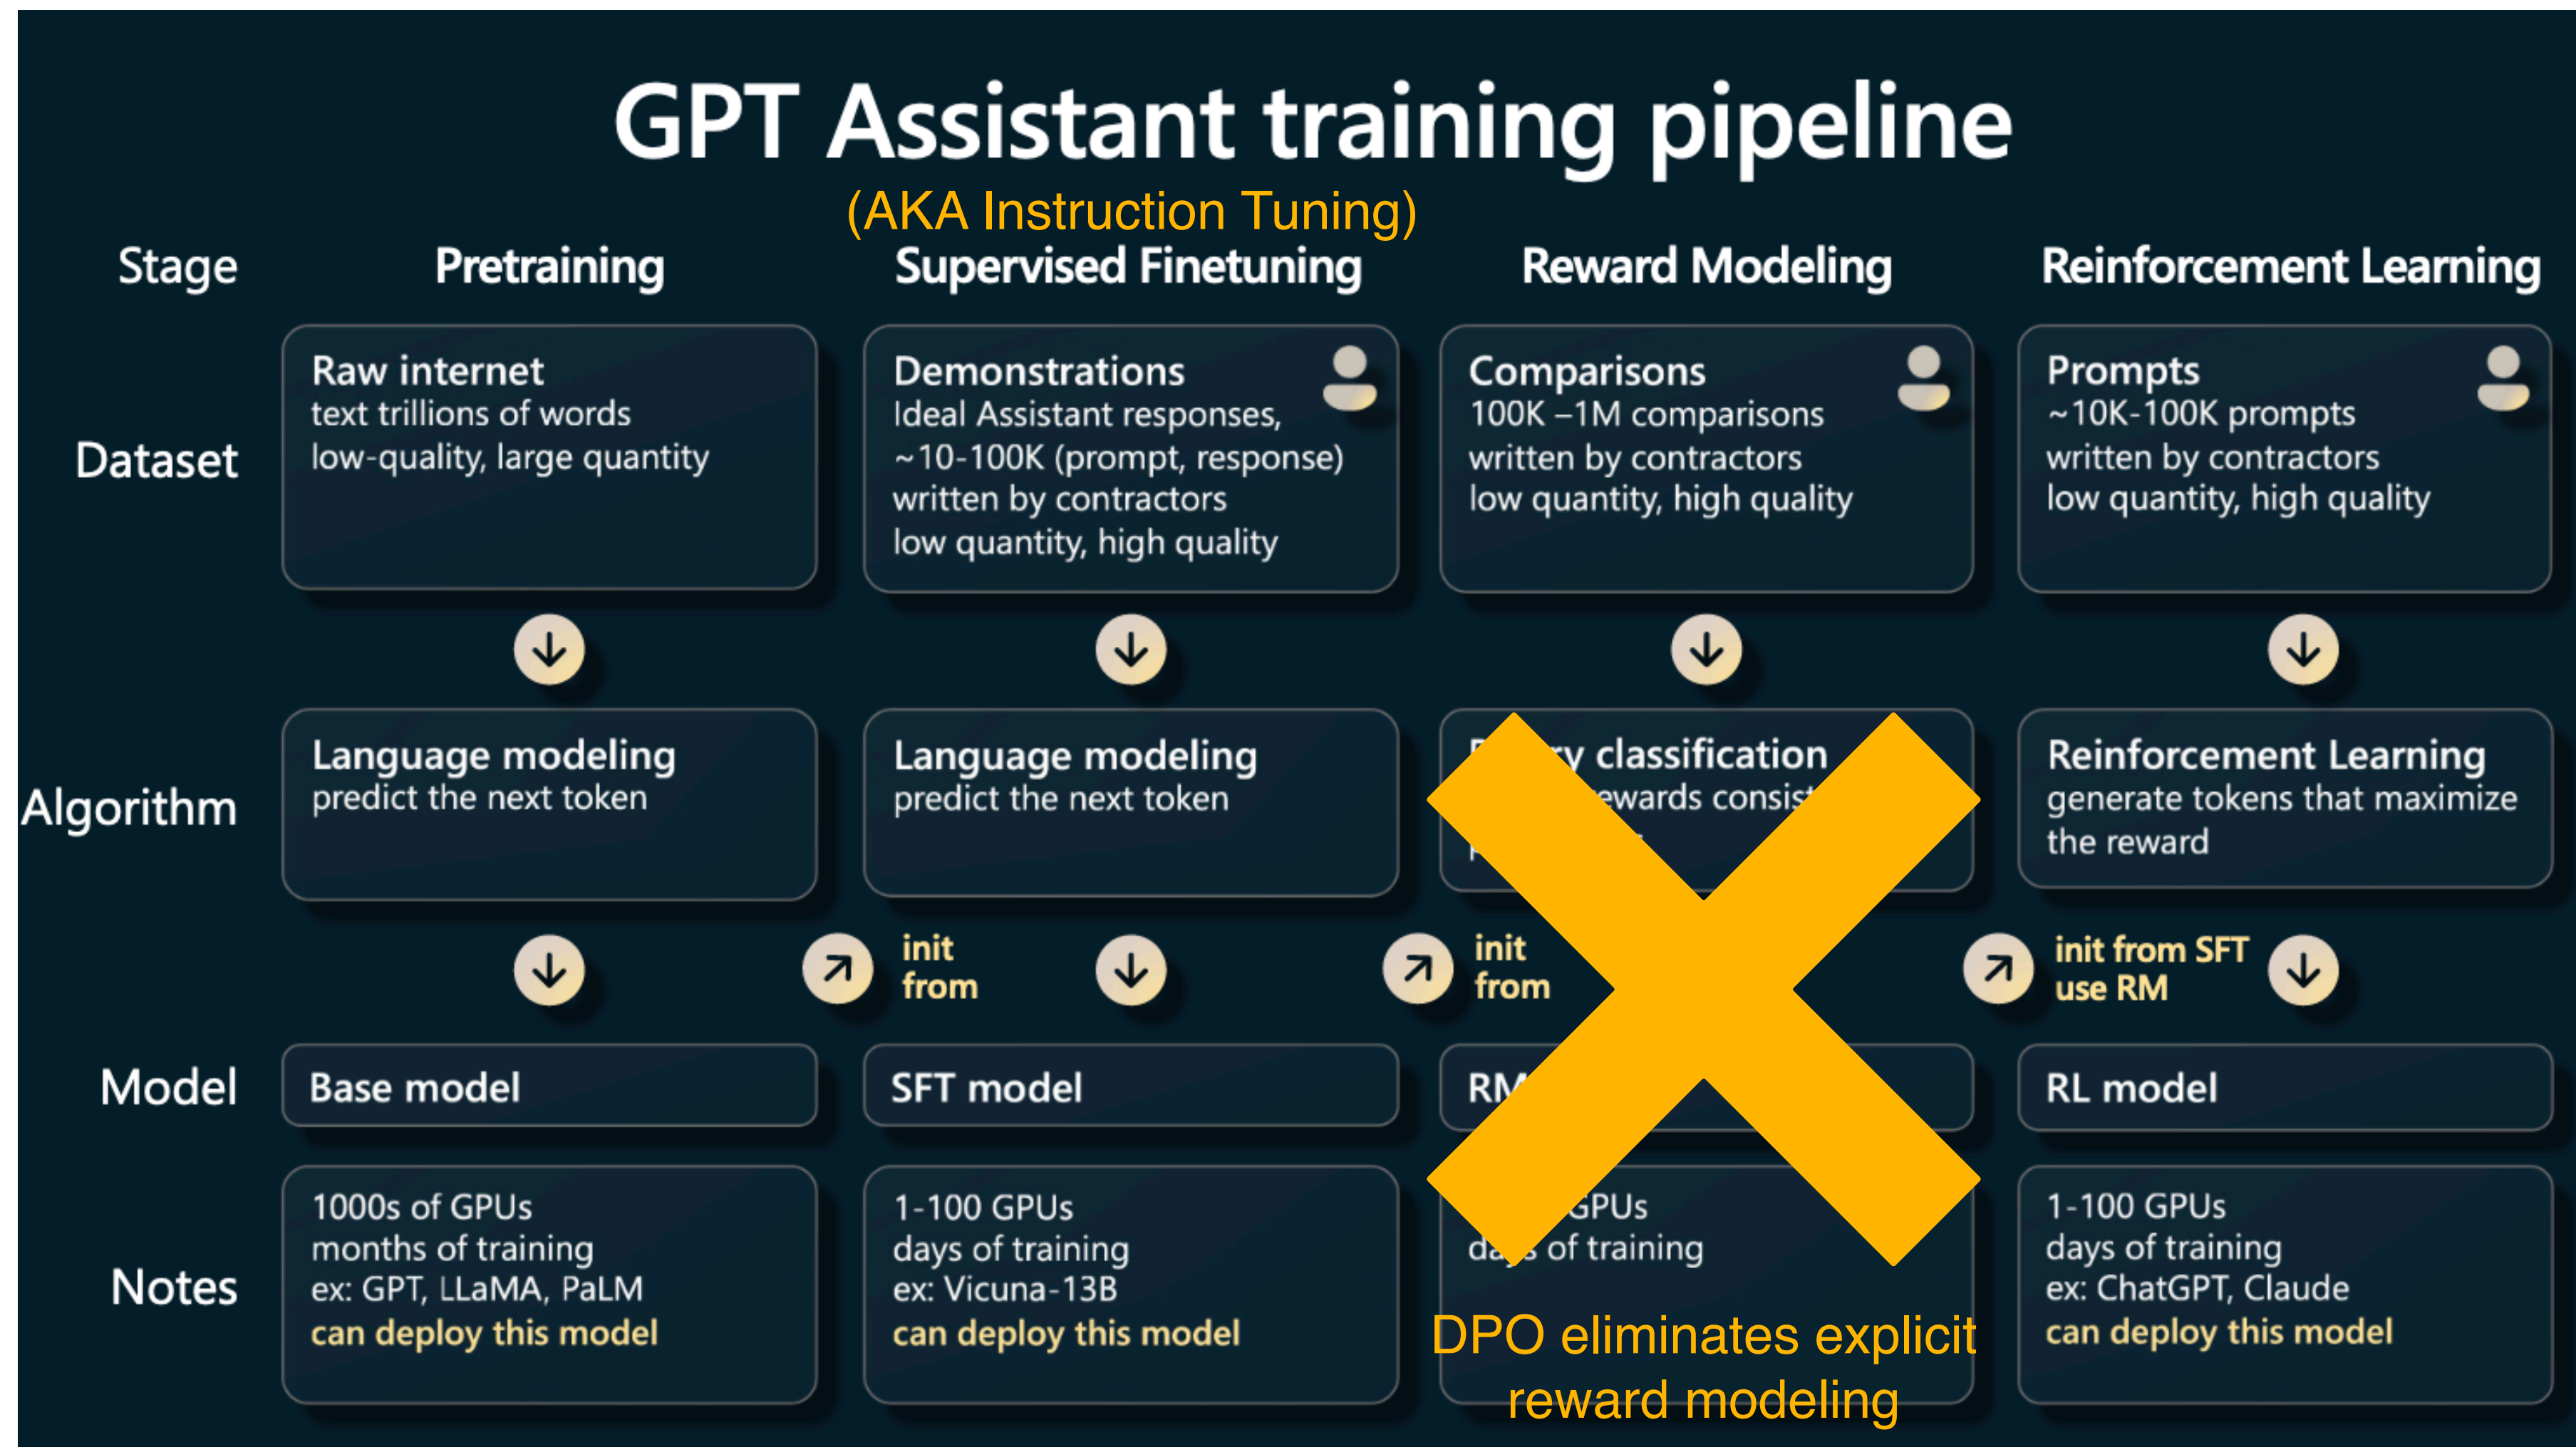 GPT Assistant training pipeline
(AKA Instruction Tuning)
Stage
Pretraining
Supervised Finetuning
Reward Modeling
Reinforcement Learning
Dataset
Raw internet
text trillions of words
low-quality, large quantity
Demonstrations
Ideal Assistant responses,
~10-100K (prompt, response)
written by contractors
low quantity, high quality
Comparisons
100K –1M comparisons
written by contractors
low quantity, high quality
Prompts
~10K-100K prompts
written by contractors
low quantity, high quality
Algorithm
Language modeling
predict the next token
Language modeling
predict the next token
classification
Reinforcement Learning
generate tokens that maximize
the reward
init
from
init
from
init from SFT
use RM
Model
Base model
SFT model
RM
RL model
Notes
1000s of GPUs
months of training
ex: GPT, LLaMA, PaLM
can deploy this model
1-100 GPUs
days of training
ex: Vicuna-13B
can deploy this model
GPUs
days of training
DPO eliminates explicit
reward modeling
1-100 GPUs
days of training
ex: ChatGPT, Claude
can deploy this model